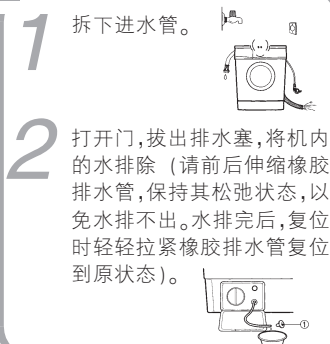 1
拆下进水管。
2
打开门,拔出排水塞,将机内
的水排除 (请前后伸缩橡胶
排水管,保持其松弛状态,以
免水排不出。水排完后,复位
时轻轻拉紧橡胶排水管复位
到原状态)。
①